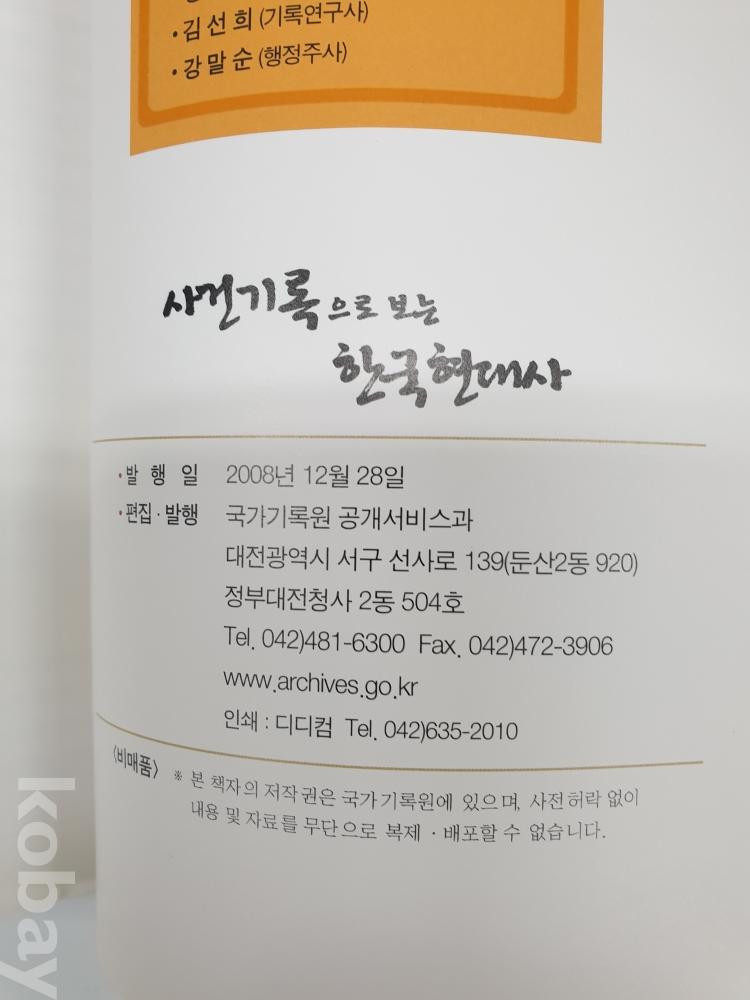 • 김 선 희 (기록연구사)
• 강 말 순 (행정주사)
사건기록으로 보는
한국현대사
• 발 행 일 2008년 12월 28일
• 편집 · 발행 국가기록원 공개서비스과
대전광역시 서구 선사로 139(둔산2동 920)
정부대전청사 2동 504호
Tel. 042)481-6300 Fax. 042)472-3906
www.archives.go.kr
인쇄 : 디디컴 Tel. 042)635-2010
〈비매품〉 ※ 본 책자의 저작권은 국가기록원에 있으며, 사전허락 없이
내용 및 자료를 무단으로 복제 · 배포할 수 없습니다.
kobay